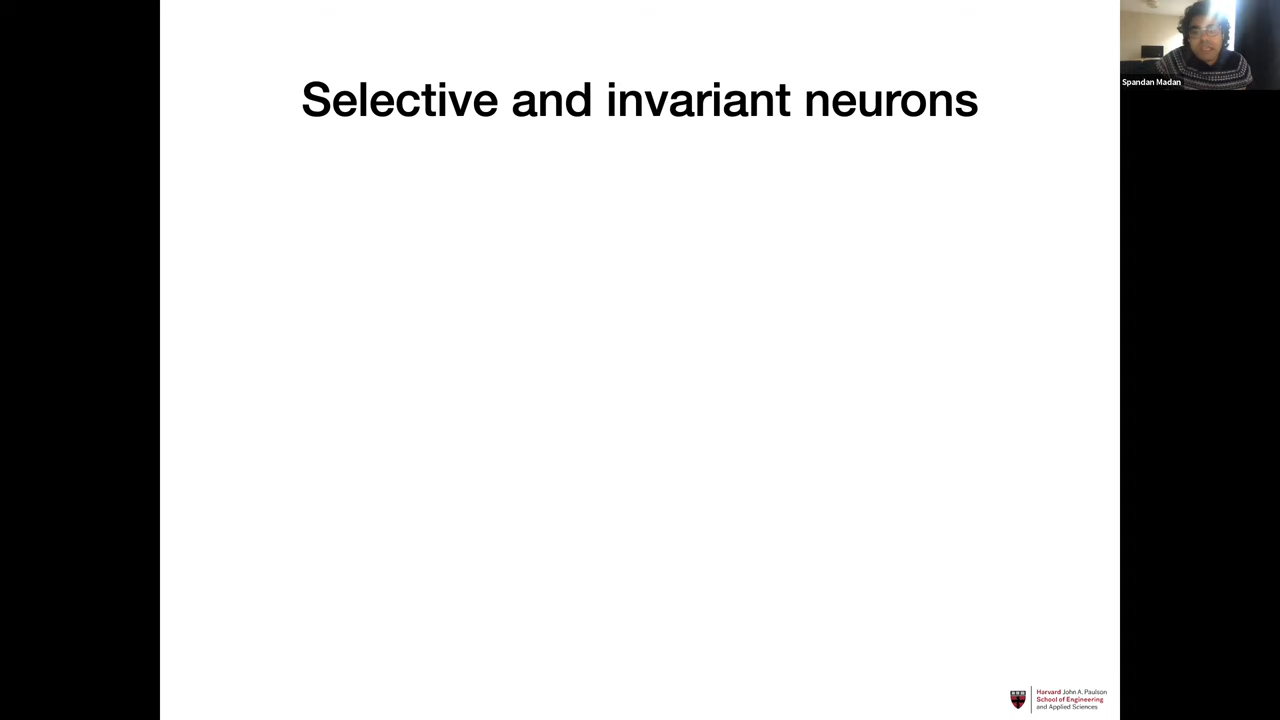 Spandan Madan
Selective and invariant neurons
Harvard John A. Paulson
School of Engineering
and Applied Sciences